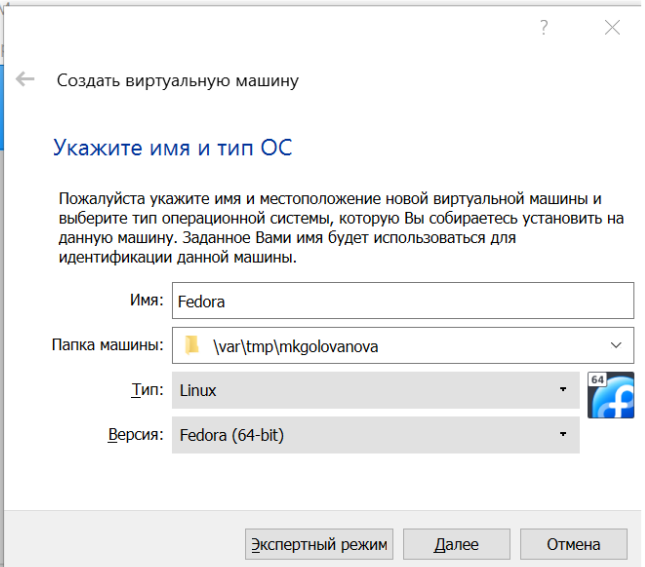 ?
Создать виртуальную машину
Укажите имя и тип ОС
Пожалуйста укажите имя и местоположение новой виртуальной машины и
выберите тип операционной системы, которую Вы собираетесь установить на
данную машину. Заданное Вами имя будет использоваться для
идентификации данной машины.
Имя: Fedora
Папка машины: \var\tmp\mkgolovanova
Тип: Linux
64
Версия: Fedora (64-bit)
Экспертный режим Далее Отмена